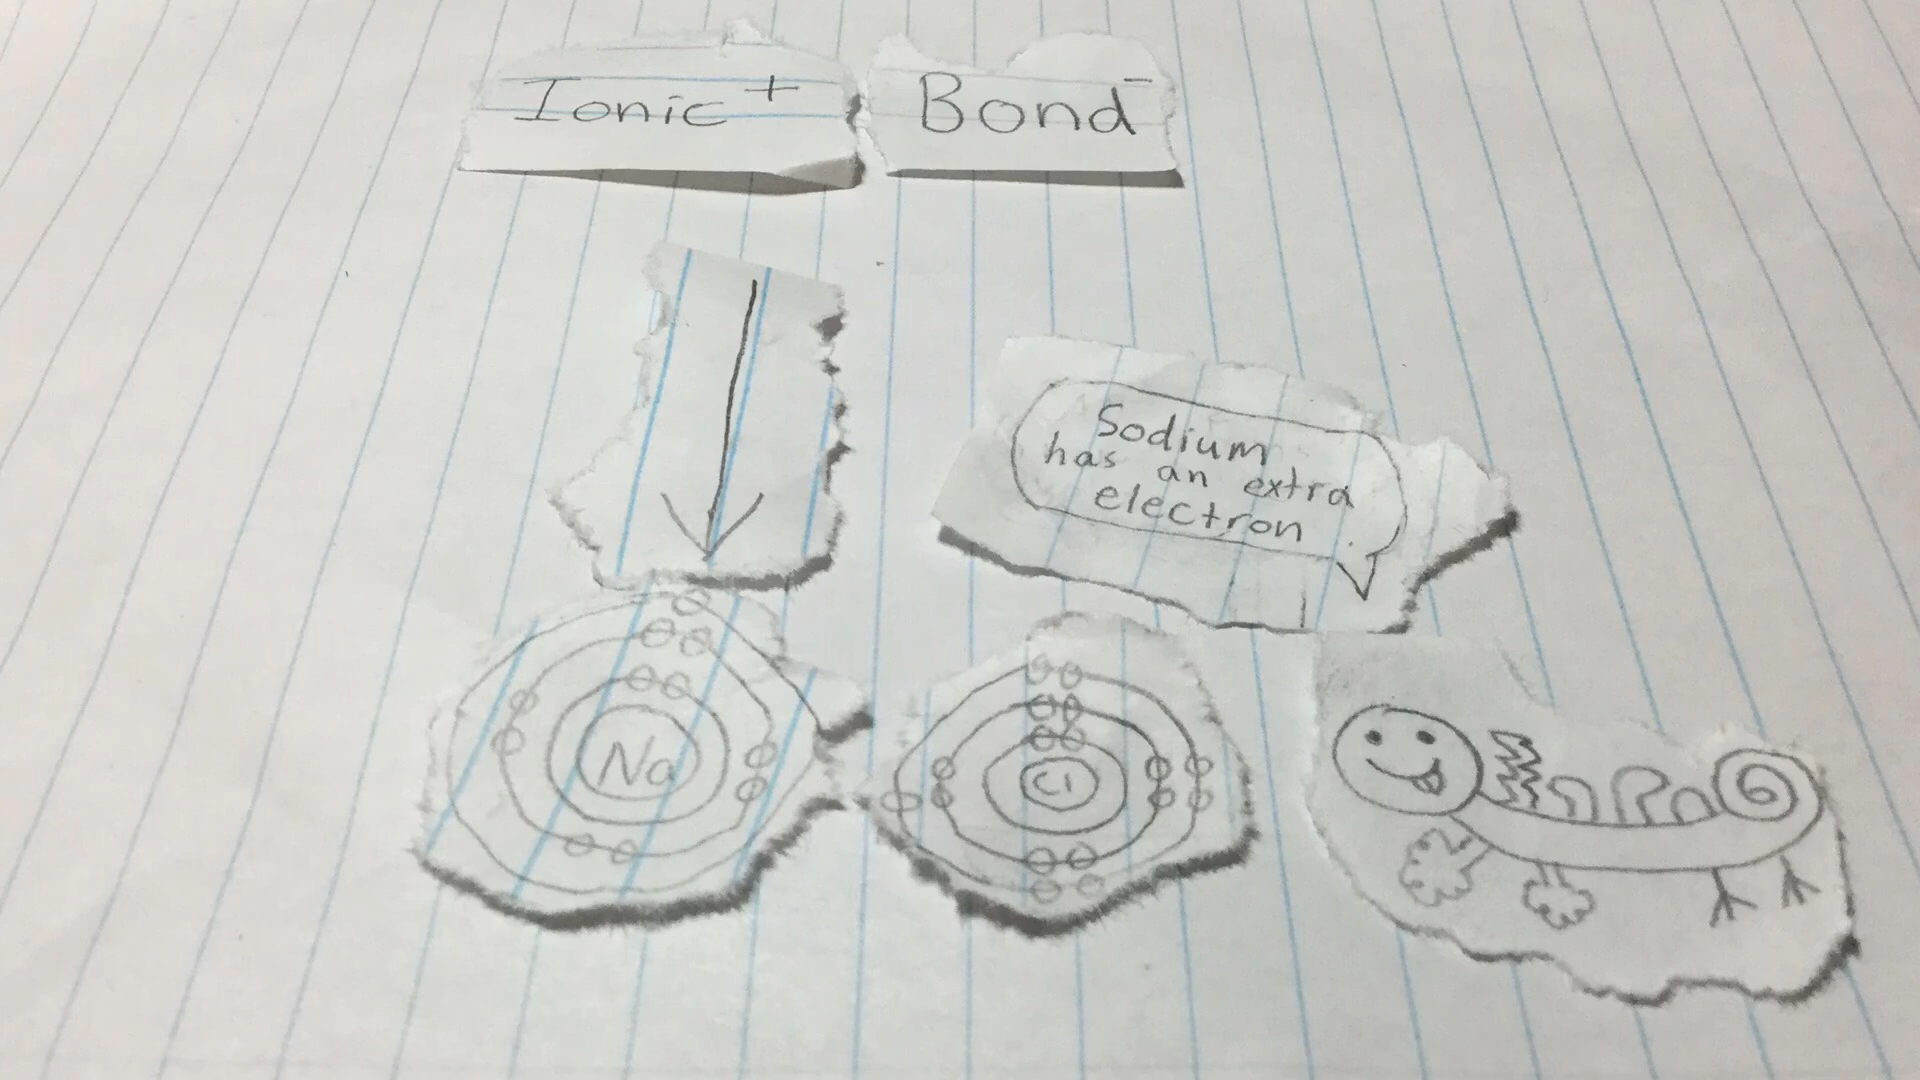 Ionic+ Bond-
Sodium
has an extra
electron
Na
Cl